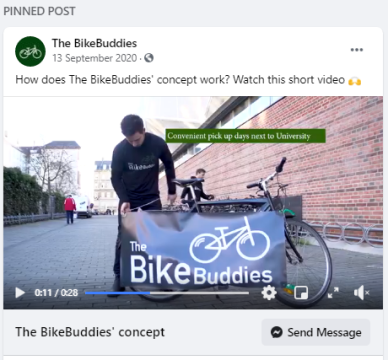 PINNED POST
The BikeBuddies
13 September 2020 ·
How does The BikeBuddies' concept work? Watch this short video 🙌
Convenient pick up days next to University
The
BikeBuddies
0:11 / 0:28
The BikeBuddies' concept
Send Message